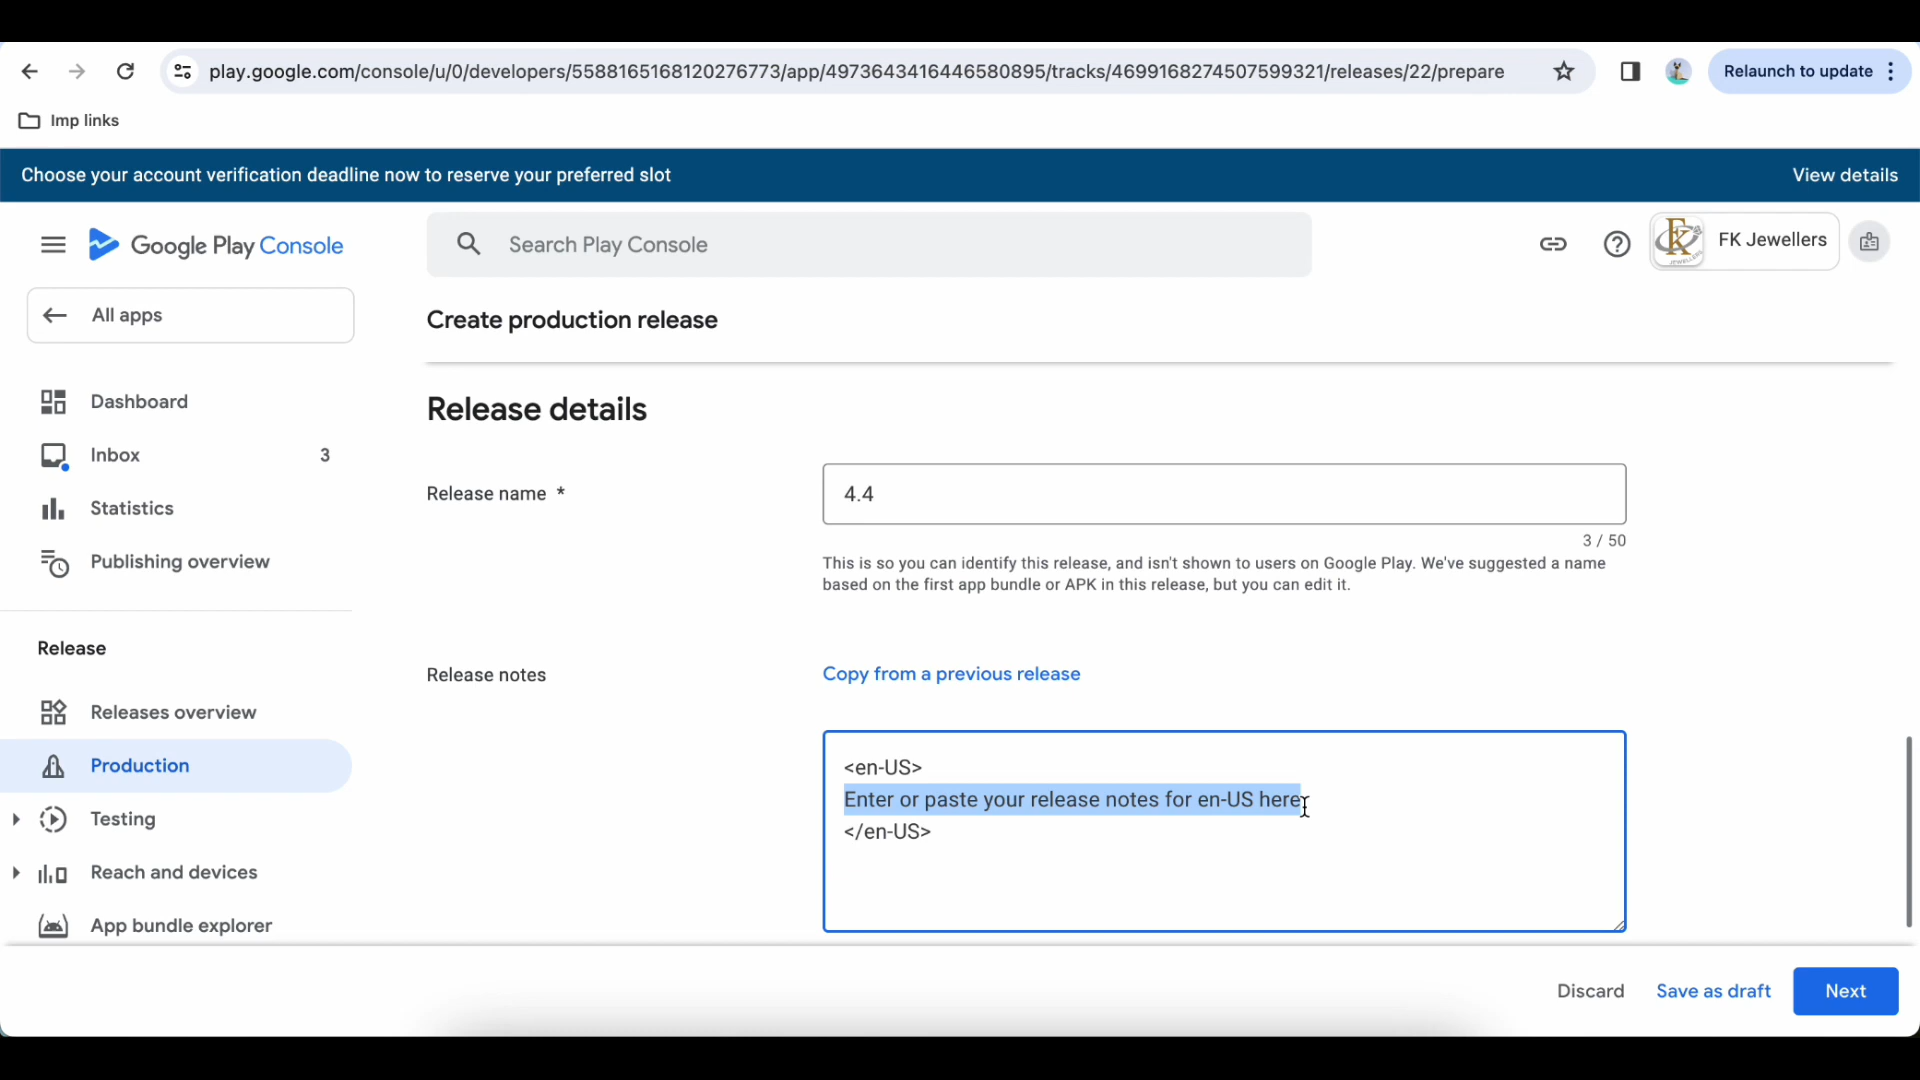 play.google.com/console/u/0/developers/5588165168120276773/app/4973643416446580895/tracks/4699168274507599321/releases/22/prepare
Relaunch to update
Imp links
Choose your account verification deadline now to reserve your preferred slot
View details
Google Play Console
Search Play Console
FK Jewellers
All apps
Create production release
Dashboard
Inbox 3
Statistics
Publishing overview
Release
Releases overview
Production
Testing
Reach and devices
App bundle explorer
Release details
Release name *
4.4
3 / 50
This is so you can identify this release, and isn't shown to users on Google Play. We've suggested a name
based on the first app bundle or APK in this release, but you can edit it.
Release notes
Copy from a previous release
<en-US>
Enter or paste your release notes for en-US here
</en-US>
Discard
Save as draft
Next